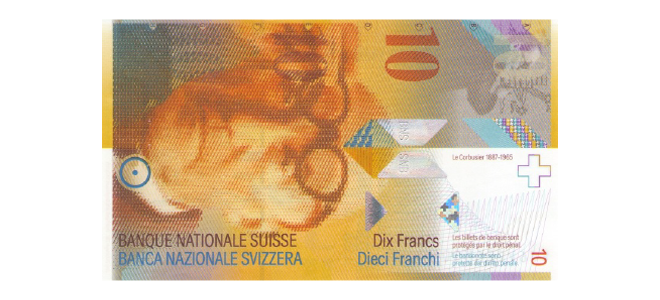 10
Le Corbusier 1887-1965
BANQUE NATIONALE SUISSE
BANCA NAZIONALE SVIZZERA
Dix Francs
Dieci Franchi
Les billets de banque sont
protégés par le droit pénal.
10